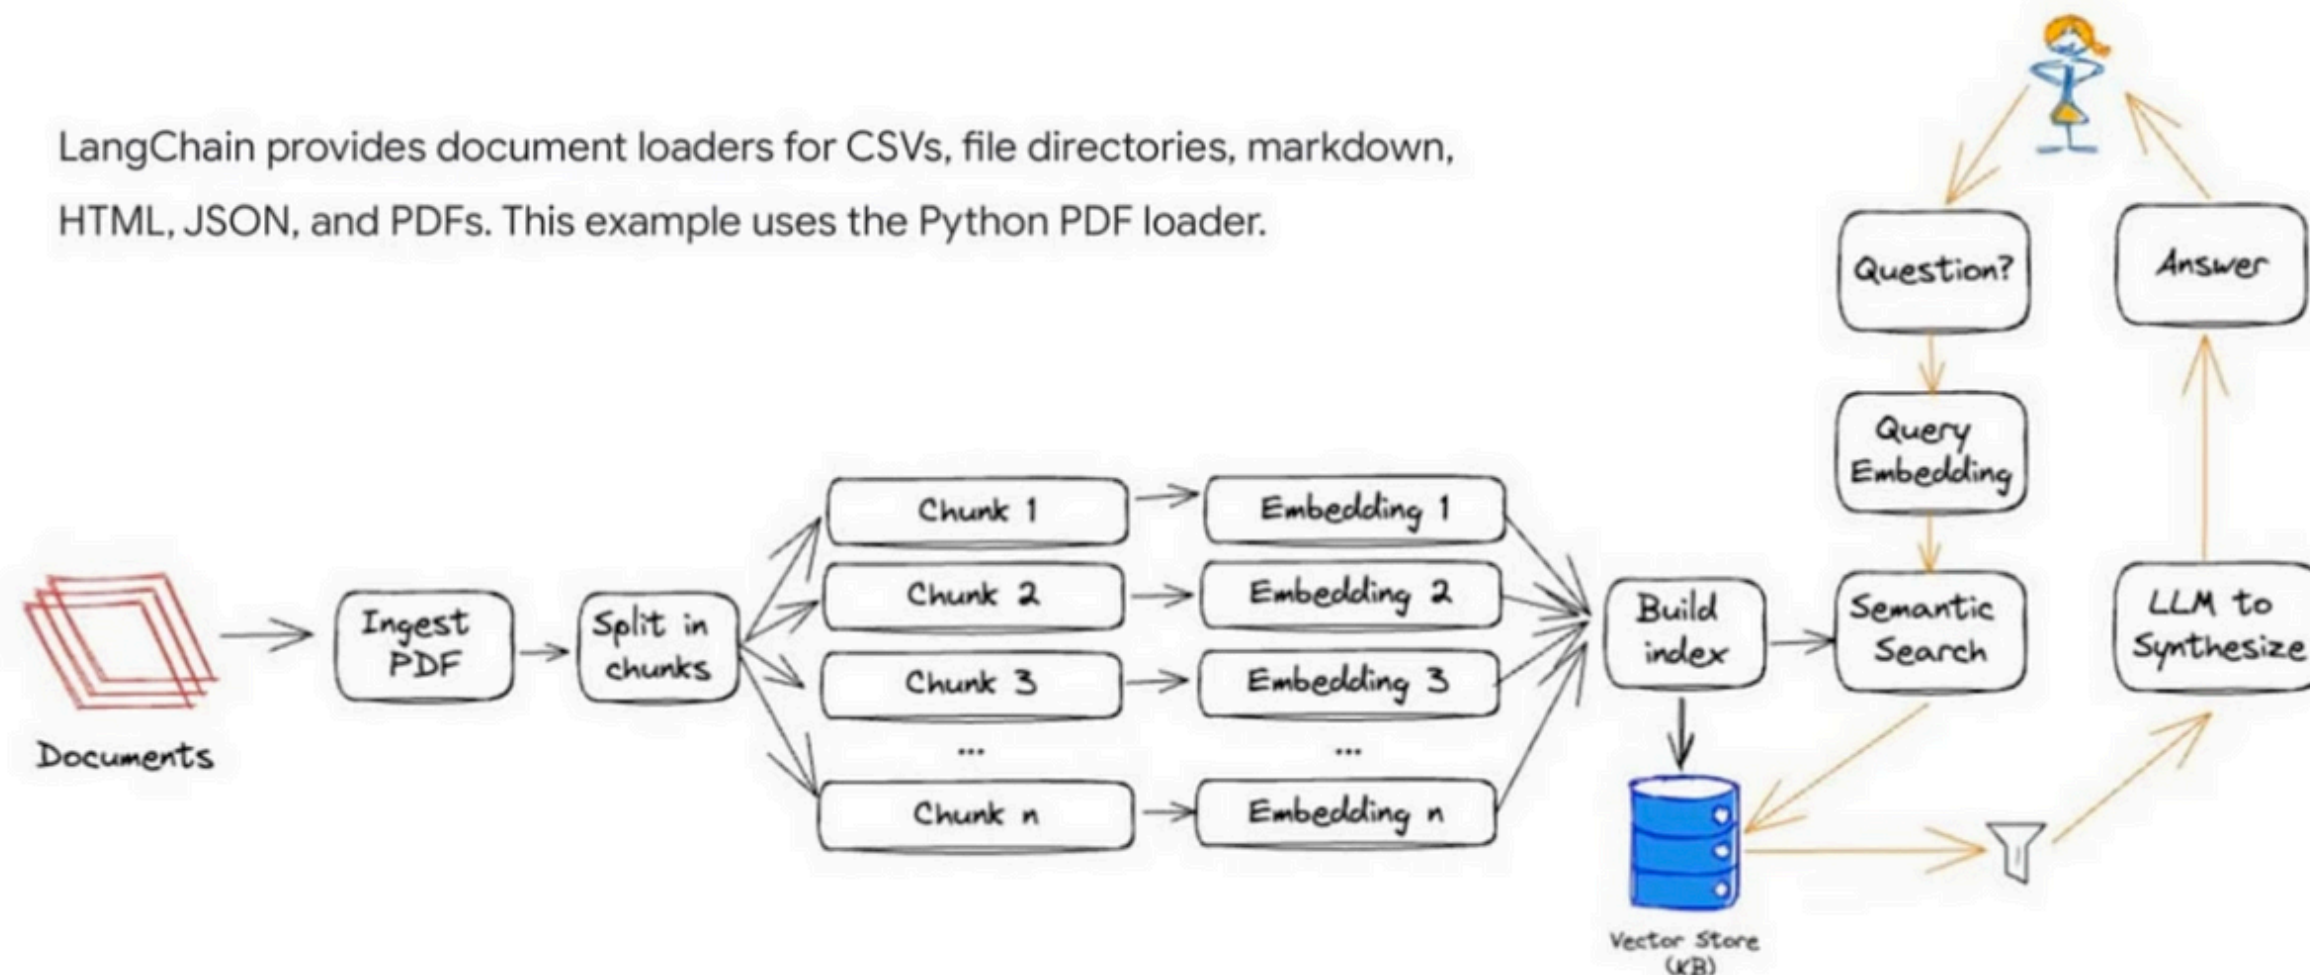 LangChain provides document loaders for CSVs, file directories, markdown,
HTML, JSON, and PDFs. This example uses the Python PDF loader.
Documents
Ingest
PDF
Split in
chunks
Chunk 1
Chunk 2
Chunk 3
...
Chunk n
Embedding 1
Embedding 2
Embedding 3
...
Embedding n
Build
index
Vector Store
(KB)
Question?
Query
Embedding
Semantic
Search
LLM to
Synthesize
Answer